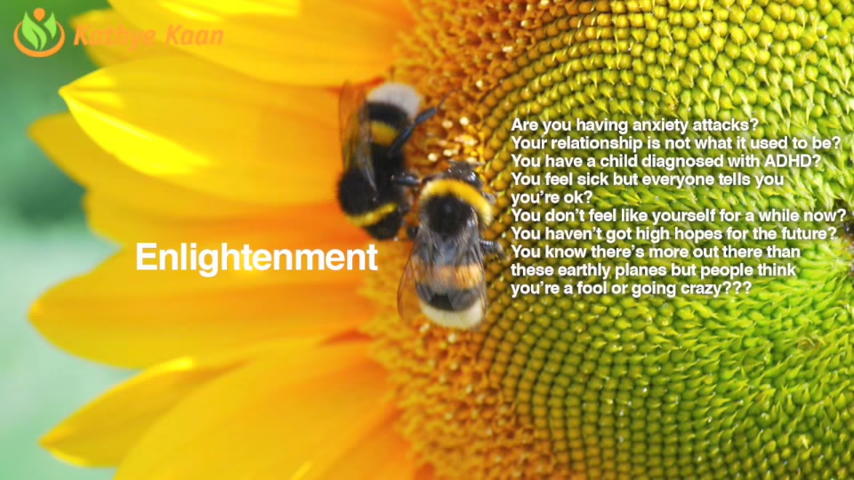 Kathye Kaan
Enlightenment
Are you having anxiety attacks?
Your relationship is not what it used to be?
You have a child diagnosed with ADHD?
You feel sick but everyone tells you
you're ok?
You don't feel like yourself for a while now?
You haven't got high hopes for the future?
You know there's more out there than
these earthly planes but people think
you're a fool or going crazy???